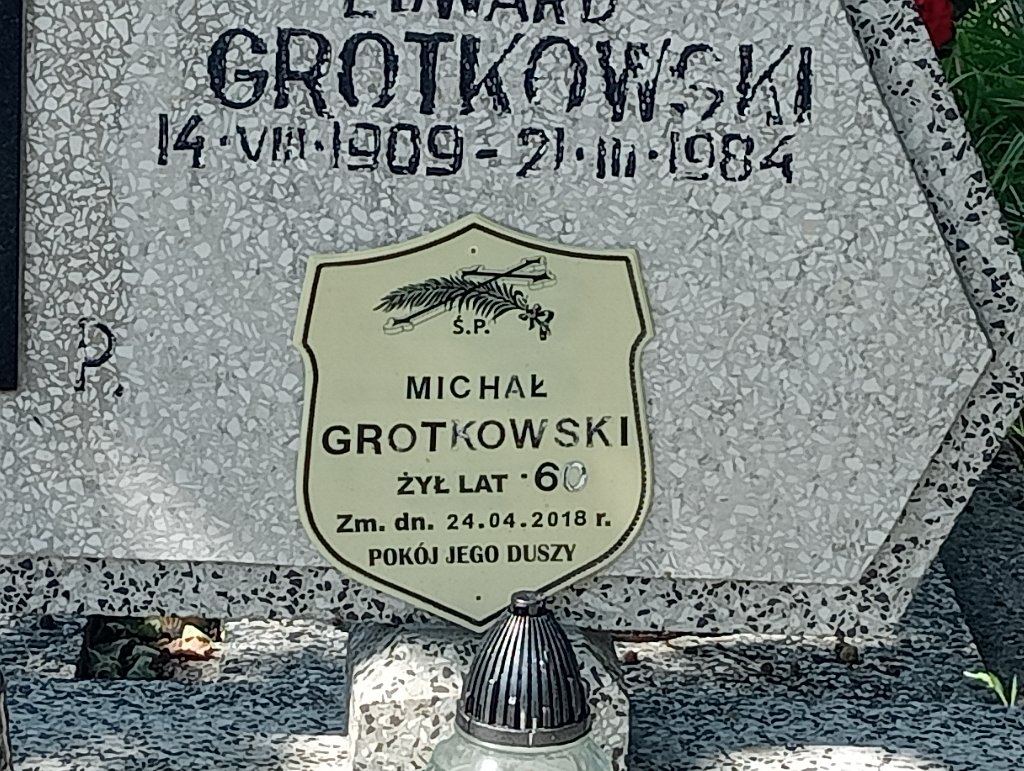 EDWARD
GROTKOWSKI
14·VIII·1909-21·III·1984
P.
Ś.P.
MICHAŁ
GROTKOWSKI
ŻYŁ LAT 60
Zm. dn. 24.04.2018 r.
POKÓJ JEGO DUSZY